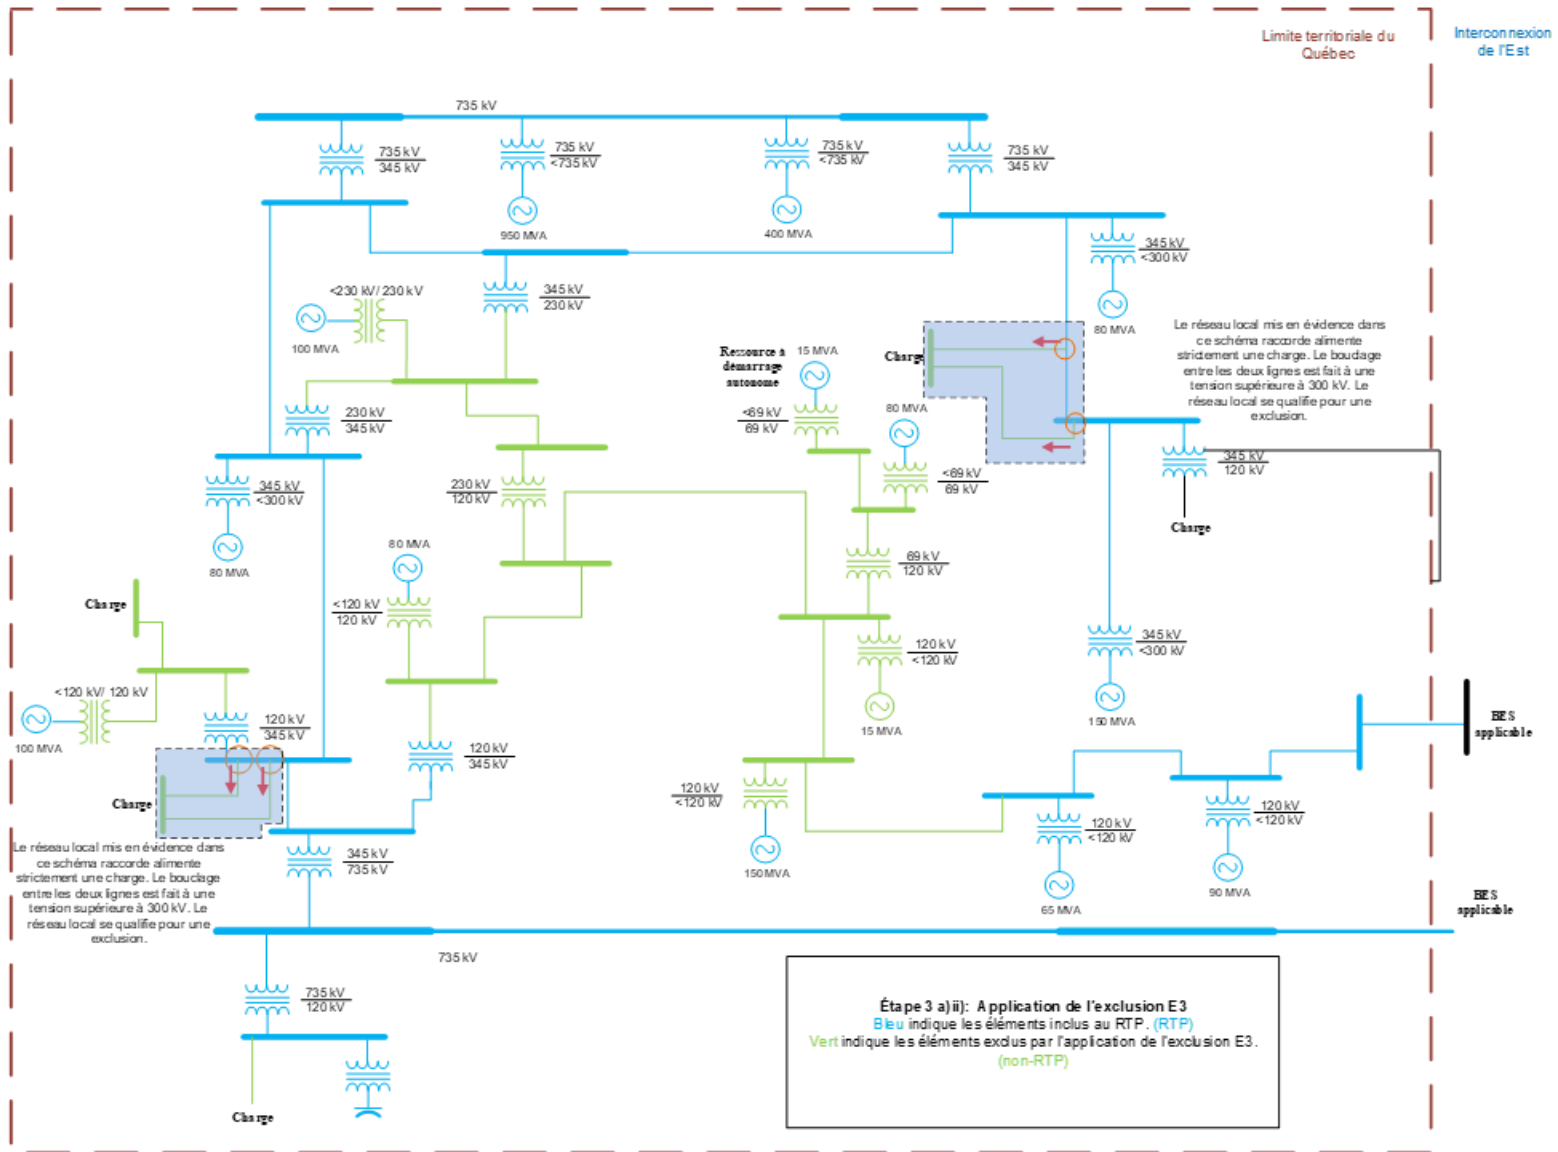 Limite territoriale du
Québec
Interconnexion
de l'Est
735 kV
735 kV
345 kV
735 kV
<735 kV
735 kV
<735 kV
735 kV
345 kV
950 MVA
400 MVA
345 kV
<300 kV
80 MVA
<230 kV/ 230 kV
100 MVA
345 kV
230 kV
Le réseau local mis en évidence dans
ce schéma raccorde alimente
strictement une charge. Le bouclage
entre les deux lignes est fait à une
tension supérieure à 300 kV. Le
réseau local se qualifie pour une
exclusion.
Ressource à
démarrage
autonome
15 MVA
Charge
230 kV
345 kV
<69 kV
69 kV
80 MVA
345 kV
<300 kV
80 MVA
230 kV
120 kV
<69 kV
69 kV
345 kV
120 kV
Charge
80 MVA
<120 kV
120 kV
69 kV
120 kV
Charge
120 kV
<120 kV
15 MVA
345 kV
<300 kV
150 MVA
<120 kV/ 120 kV
100 MVA
120 kV
345 kV
120 kV
345 kV
BES
applicable
Charge
120 kV
<120 kV
150 MVA
120 kV
<120 kV
65 MVA
120 kV
<120 kV
90 MVA
Le réseau local mis en évidence dans
ce schéma raccorde alimente
strictement une charge. Le bouclage
entre les deux lignes est fait à une
tension supérieure à 300 kV. Le
réseau local se qualifie pour une
exclusion.
345 kV
735 kV
BES
applicable
735 kV
735 kV
120 kV
Charge
Étape 3 a)ii): Application de l'exclusion E3
Bleu indique les éléments inclus au RTP. (RTP)
Vert indique les éléments exclus par l'application de l'exclusion E3.
(non-RTP)